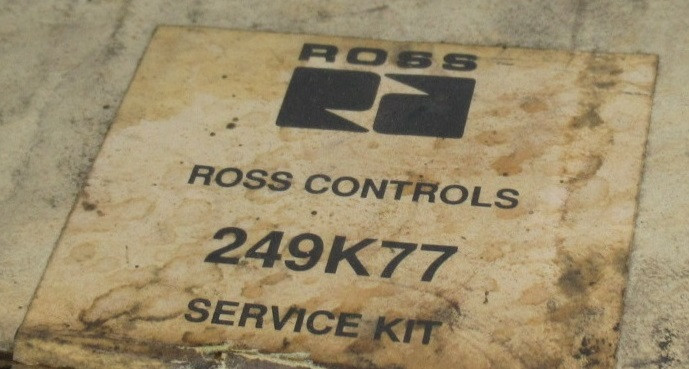 ROSS
ROSS CONTROLS
249K77
SERVICE KIT